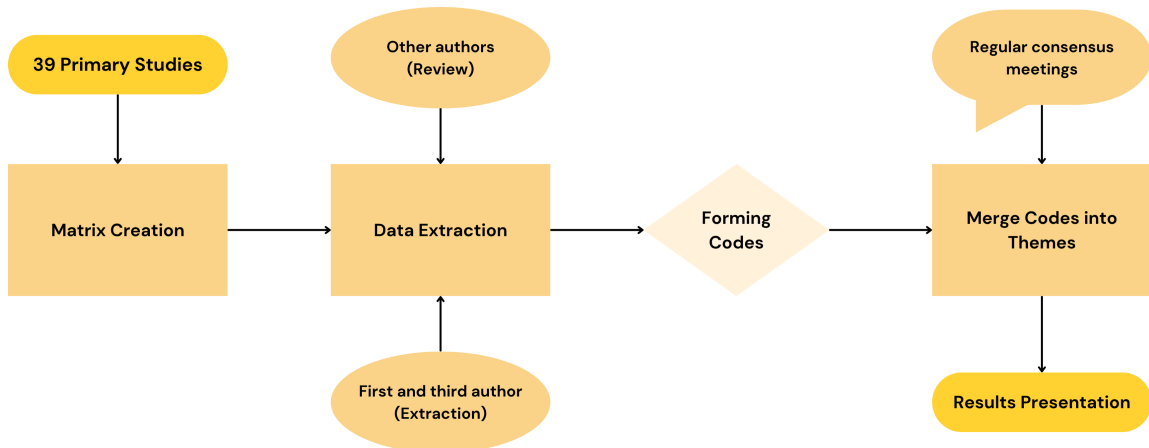 39 Primary Studies
Other authors
(Review)
Regular consensus
meetings
Matrix Creation
Data Extraction
Forming
Codes
Merge Codes into
Themes
First and third author
(Extraction)
Results Presentation